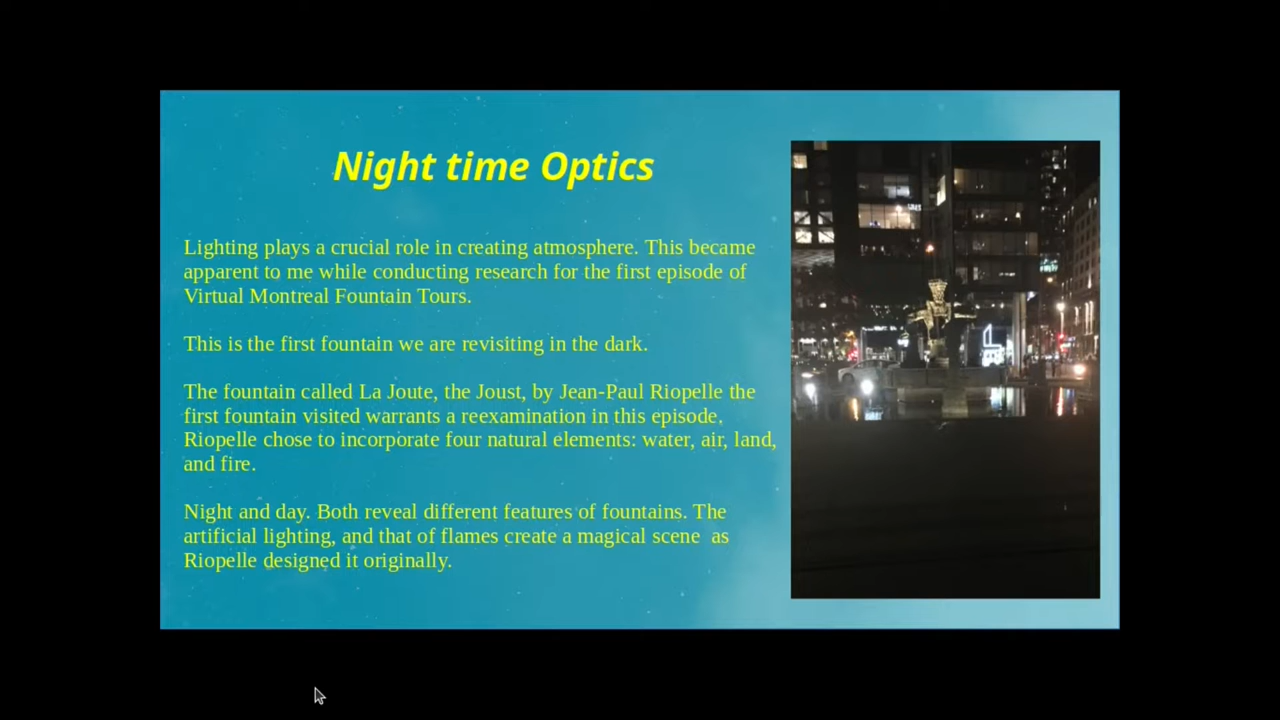 Night time Optics
Lighting plays a crucial role in creating atmosphere. This became
apparent to me while conducting research for the first episode of
Virtual Montreal Fountain Tours.
This is the first fountain we are revisiting in the dark.
The fountain called La Joute, the Joust, by Jean-Paul Riopelle the
first fountain visited warrants a reexamination in this episode.
Riopelle chose to incorporate four natural elements: water, air, land,
and fire.
Night and day. Both reveal different features of fountains. The
artificial lighting, and that of flames create a magical scene  as
Riopelle designed it originally.